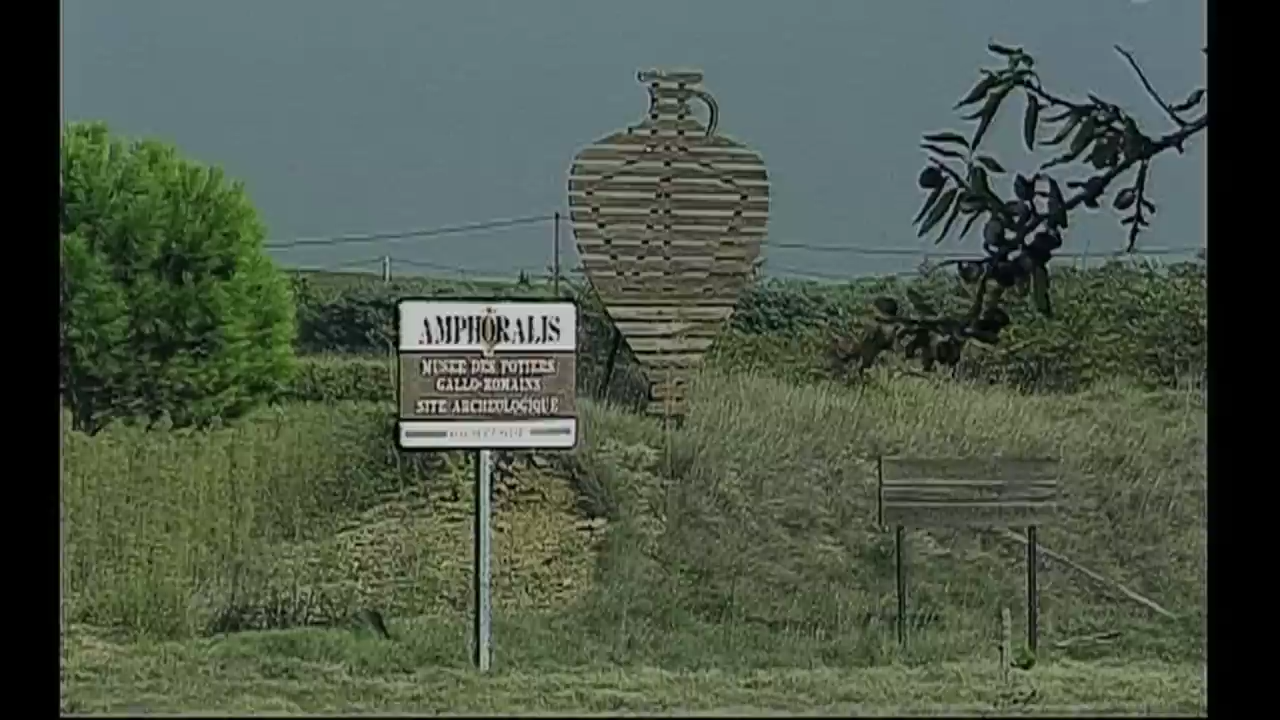 AMPHORALIS
MUSEE DES POTIERS
GALLO-ROMAINS
SITE ARCHEOLOGIQUE